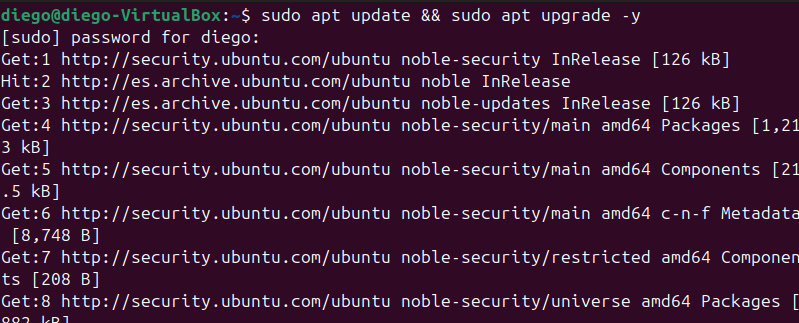 diego@diego-VirtualBox:~$ sudo apt update && sudo apt upgrade -y
[sudo] password for diego:
Get:1 http://security.ubuntu.com/ubuntu noble-security InRelease [126 kB]
Hit:2 http://es.archive.ubuntu.com/ubuntu noble InRelease
Get:3 http://es.archive.ubuntu.com/ubuntu noble-updates InRelease [126 kB]
Get:4 http://security.ubuntu.com/ubuntu noble-security/main amd64 Packages [1,21
3 kB]
Get:5 http://security.ubuntu.com/ubuntu noble-security/main amd64 Components [21
.5 kB]
Get:6 http://security.ubuntu.com/ubuntu noble-security/main amd64 c-n-f Metadata
 [8,748 B]
Get:7 http://security.ubuntu.com/ubuntu noble-security/restricted amd64 Componen
ts [208 B]
Get:8 http://security.ubuntu.com/ubuntu noble-security/universe amd64 Packages [
882 kB]